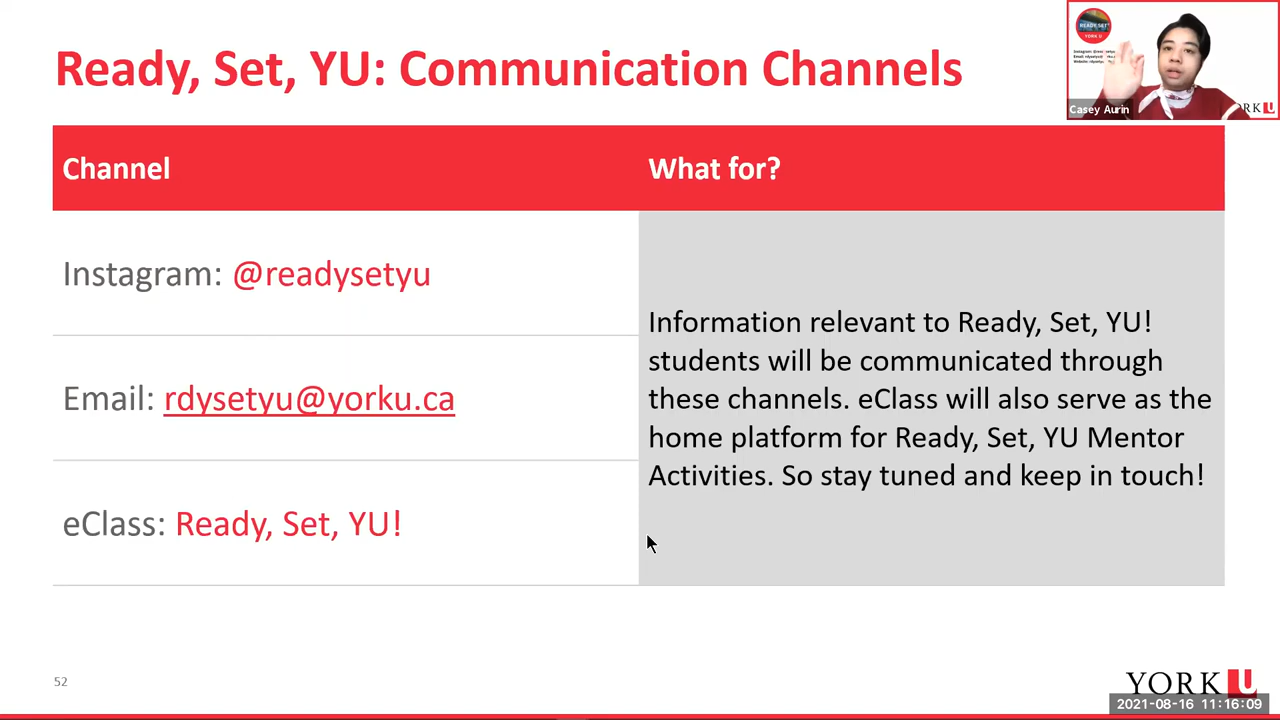 Ready, Set, YU: Communication Channels
READY SET
YORK U
Casey Aurin
Channel
What for?
Instagram: @readysetyu
Email: rdysetyu@yorku.ca
eClass: Ready, Set, YU!
Information relevant to Ready, Set, YU!
students will be communicated through
these channels. eClass will also serve as the
home platform for Ready, Set, YU Mentor
Activities. So stay tuned and keep in touch!
52
YORK U
2021-08-16 11:16:09